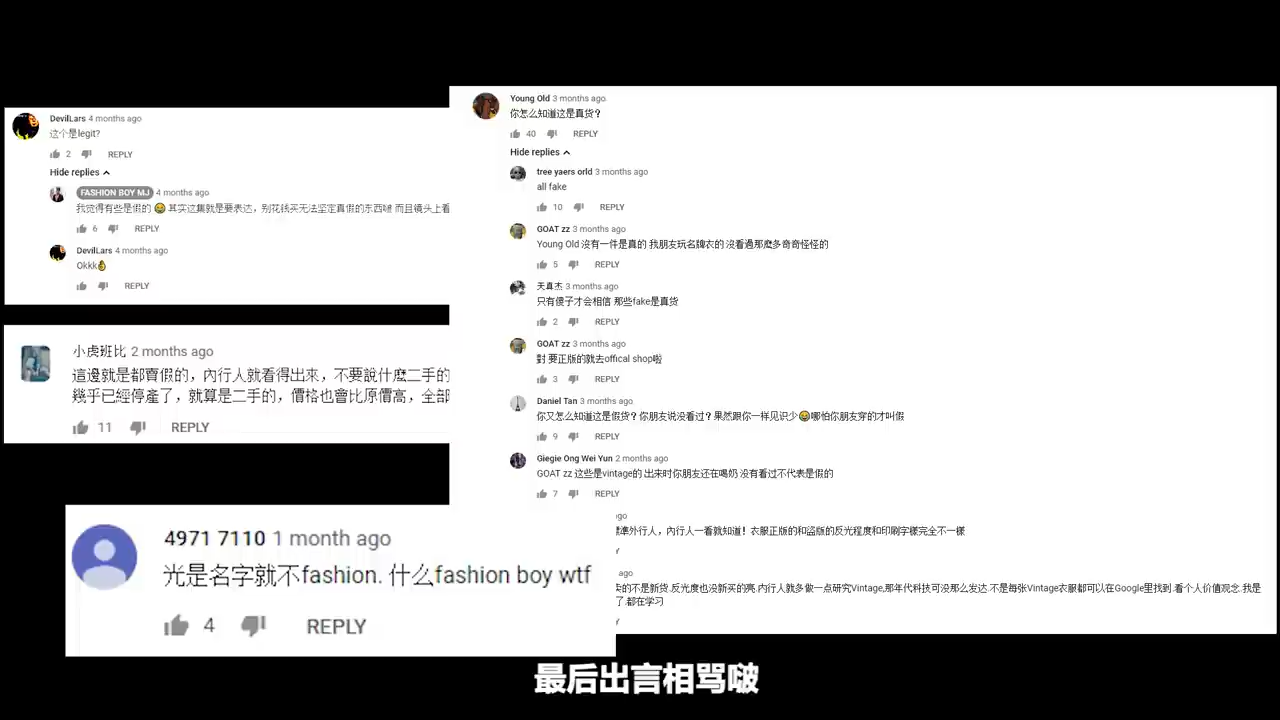 DevilLars 4 months ago
这个是legit?
2 REPLY
Hide replies
FASHION BOY MJ 4 months ago
我觉得有些是假的 😂 其实这集就是要表达，别花钱买无法坚定真假的东西啵 而且镜头上看
6 REPLY
DevilLars 4 months ago
Okkk👌
REPLY
小虎班比 2 months ago
這邊就是都賣假的，內行人就看得出來，不要說什麼二手的
幾乎已經停產了，就算是二手的，價格也會比原價高，全部
11 REPLY
4971 7110 1 month ago
光是名字就不fashion. 什么fashion boy wtf
4 REPLY
Young Old 3 months ago
你怎么知道这是真货？
40 REPLY
Hide replies
tree yaers orld 3 months ago
all fake
10 REPLY
GOAT zz 3 months ago
Young Old 沒有一件是真的 我朋友玩名牌衣的 沒看過那麼多奇奇怪怪的
5 REPLY
天真杰 3 months ago
只有傻子才会相信 那些fake是真货
2 REPLY
GOAT zz 3 months ago
對 要正版的就去offical shop啦
3 REPLY
Daniel Tan 3 months ago
你又怎么知道这是假货？你朋友说没看过？果然跟你一样见识少😂哪怕你朋友穿的才叫假
9 REPLY
Giegie Ong Wei Yun 2 months ago
GOAT zz 这些是vintage的 出来时你朋友还在喝奶 没有看过不代表是假的
7 REPLY
ago
標準外行人，內行人一看就知道！衣服正版的和盜版的反光程度和印刷字樣完全不一樣
Y
ago
卖的不是新货.反光度也没新买的亮.内行人就多做一点研究Vintage,那年代科技可没那么发达.不是每张Vintage衣服都可以在Google里找到.看个人价值观念.我是
了.都在学习
Y
最后出言相骂啵